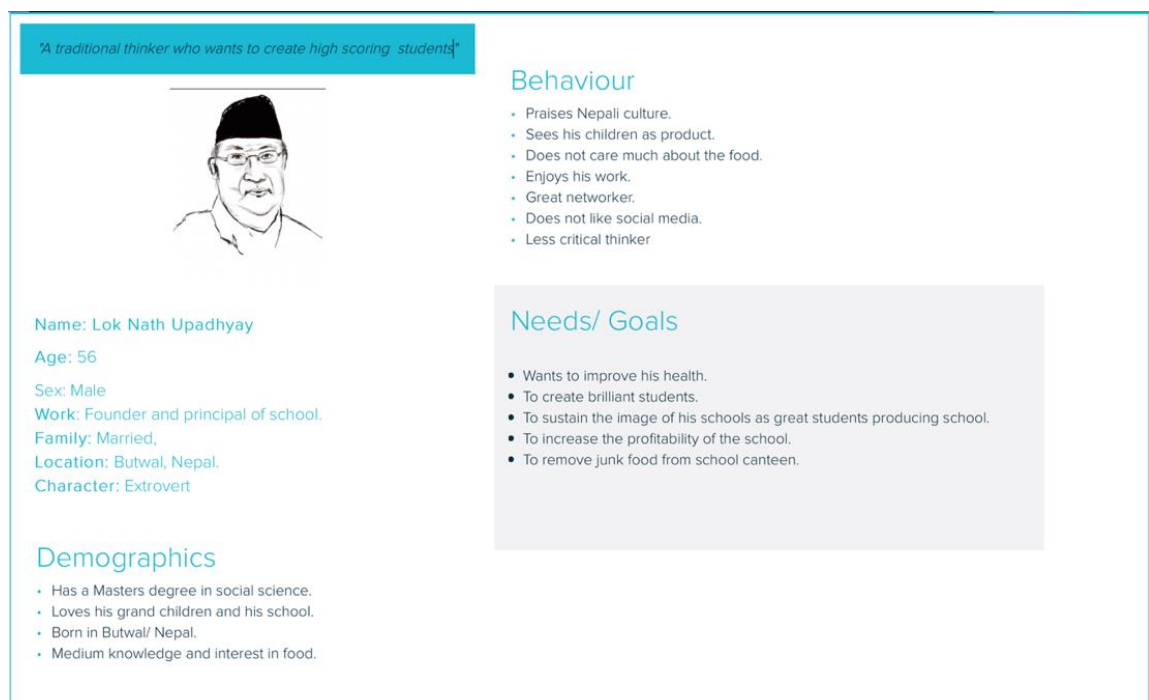 "A traditional thinker who wants to create high scoring students"
Name: Lok Nath Upadhyay
Age: 56
Sex: Male
Work: Founder and principal of school.
Family: Married,
Location: Butwal, Nepal.
Character: Extrovert
Demographics
• Has a Masters degree in social science.
• Loves his grand children and his school.
• Born in Butwal/ Nepal.
• Medium knowledge and interest in food.
Behaviour
• Praises Nepali culture.
• Sees his children as product.
• Does not care much about the food.
• Enjoys his work.
• Great networker.
• Does not like social media.
• Less critical thinker
Needs/ Goals
• Wants to improve his health.
• To create brilliant students.
• To sustain the image of his schools as great students producing school.
• To increase the profitability of the school.
• To remove junk food from school canteen.